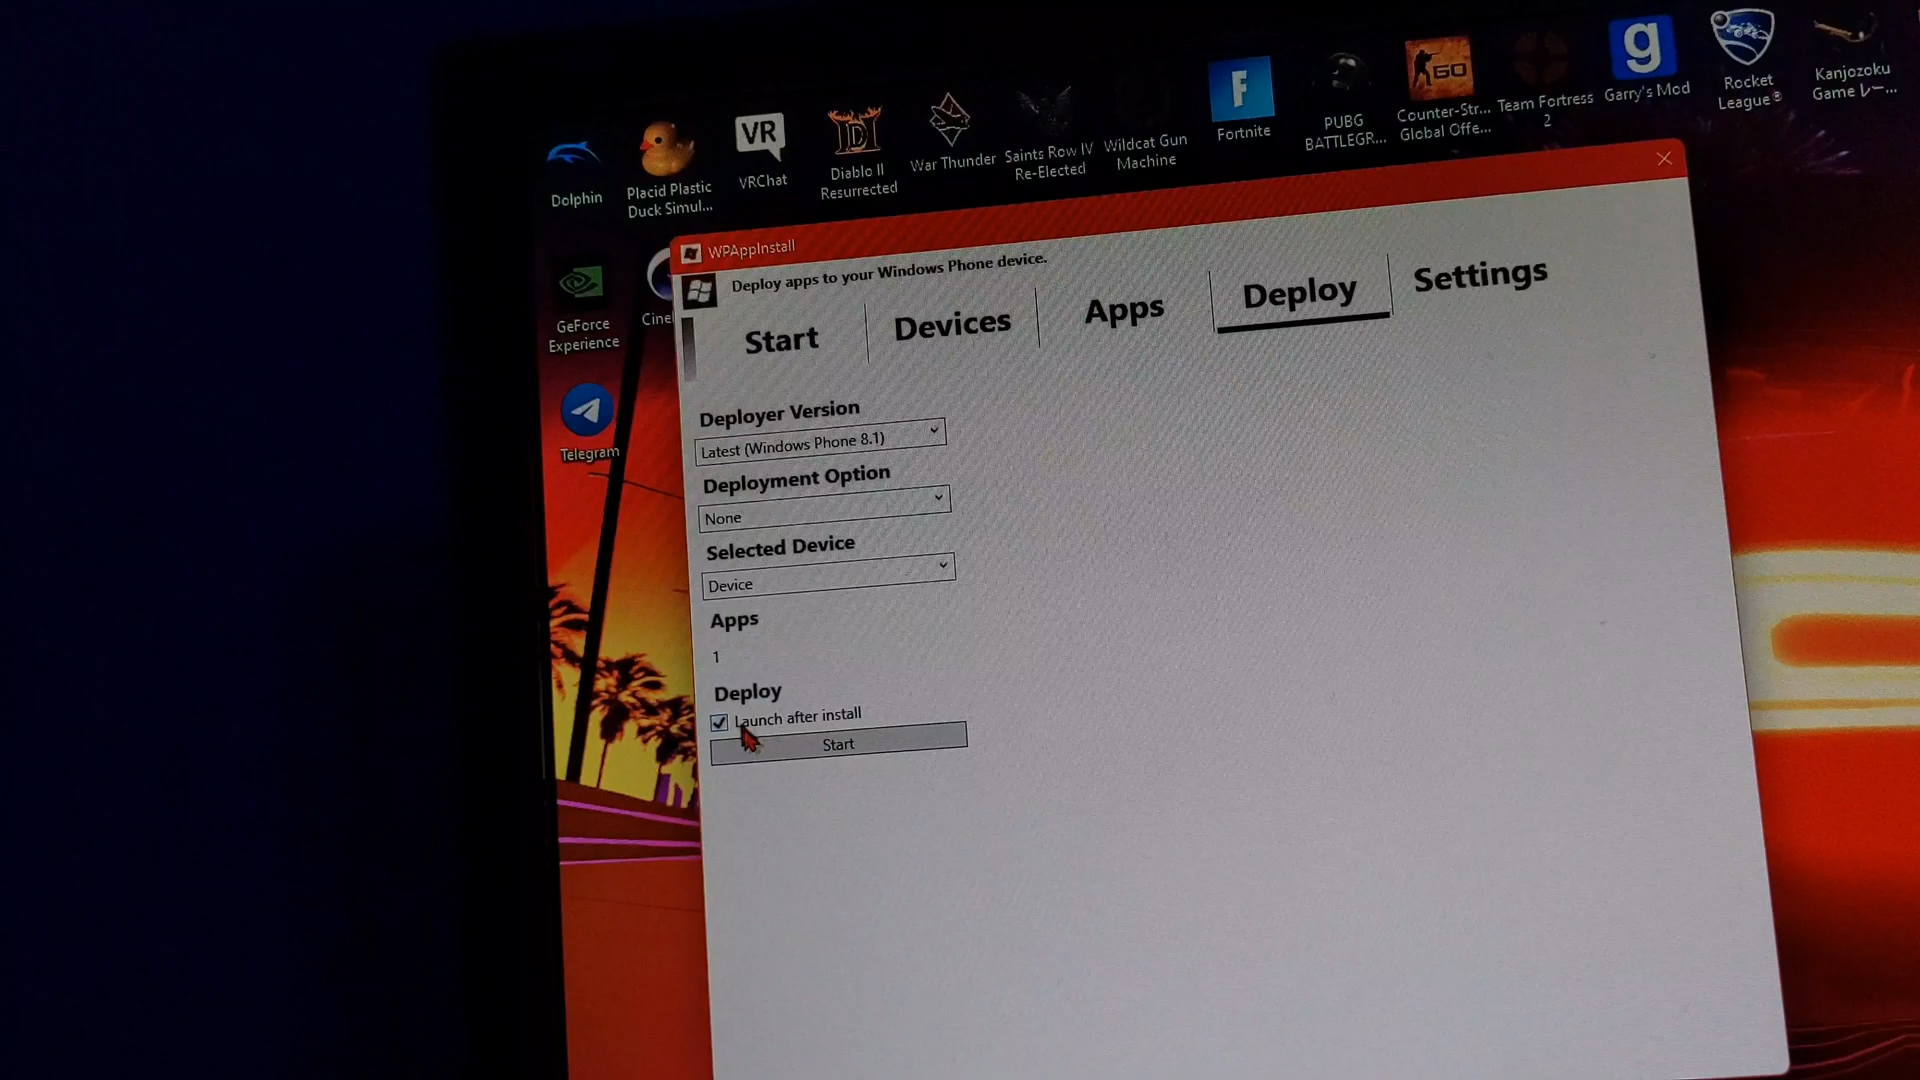 Dolphin
Placid Plastic
Duck Simul...
VR
VRChat
Diablo II
Resurrected
War Thunder
Saints Row IV
Re-Elected
Wildcat Gun
Machine
F
Fortnite
PUBG
BATTLEGR...
GO
Counter-Str...
Global Offe...
Team Fortress
2
g
Garry's Mod
Rocket
League®
Kanjozoku
Game レー...
GeForce
Experience
Cine
Telegram
WPAppInstall
Deploy apps to your Windows Phone device.
Start
Devices
Apps
Deploy
Settings
Deployer Version
Latest (Windows Phone 8.1)
Deployment Option
None
Selected Device
Device
Apps
1
Deploy
Launch after install
Start